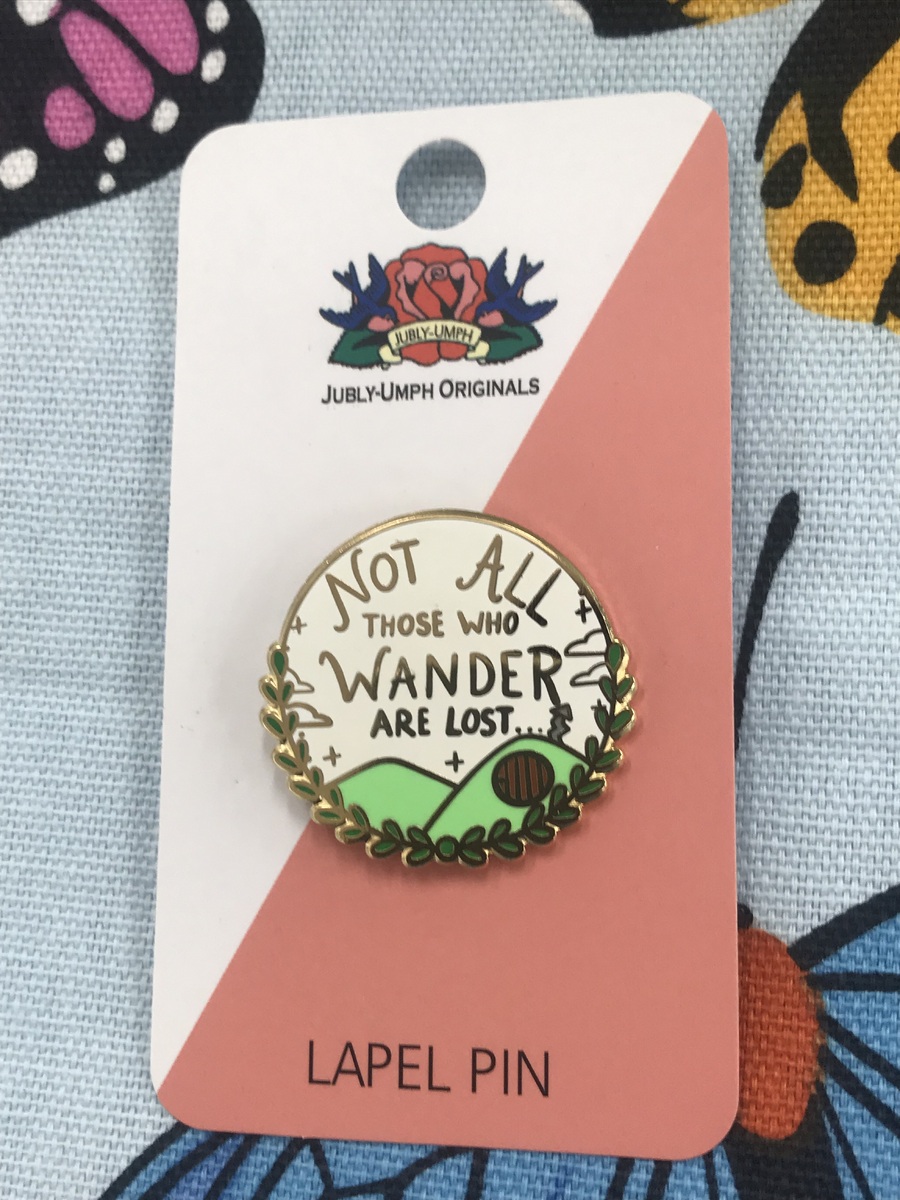 JUBLY-UMPH
JUBLY-UMPH ORIGINALS
NOT ALL
THOSE WHO
WANDER
ARE LOST...
LAPEL PIN